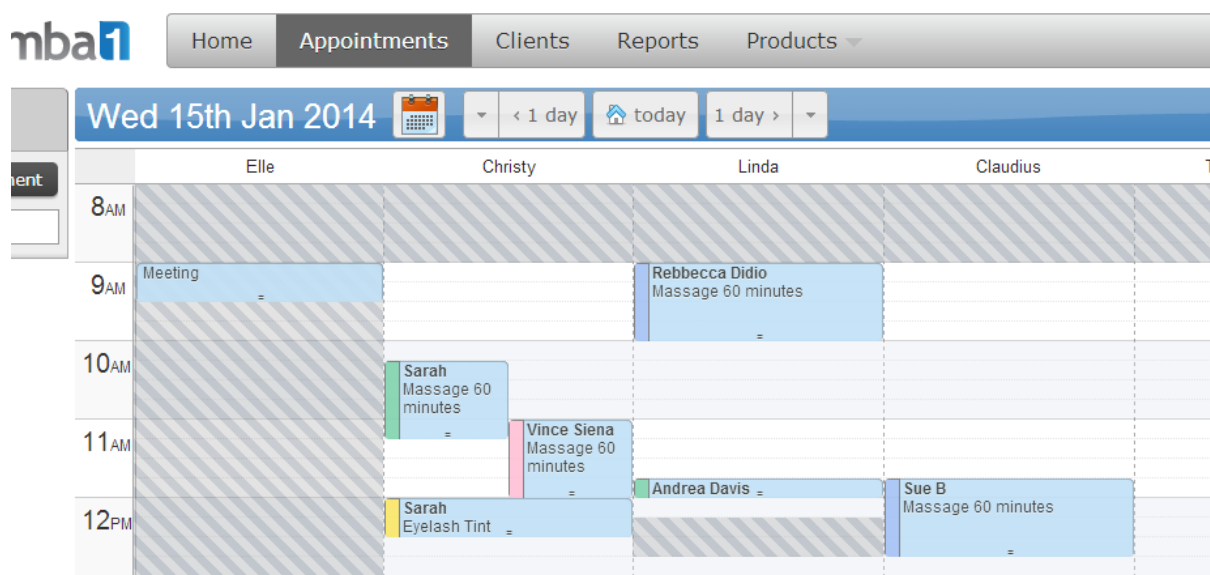 mba1
Home Appointments Clients Reports Products
Wed 15th Jan 2014 ‹ 1 day today 1 day ›
Elle Christy Linda Claudius
ent
8AM
9AM
Meeting
Rebbecca Didio
Massage 60 minutes
10AM
Sarah
Massage 60
minutes
11AM
Vince Siena
Massage 60
minutes
Andrea Davis
Sue B
Massage 60 minutes
12PM
Sarah
Eyelash Tint